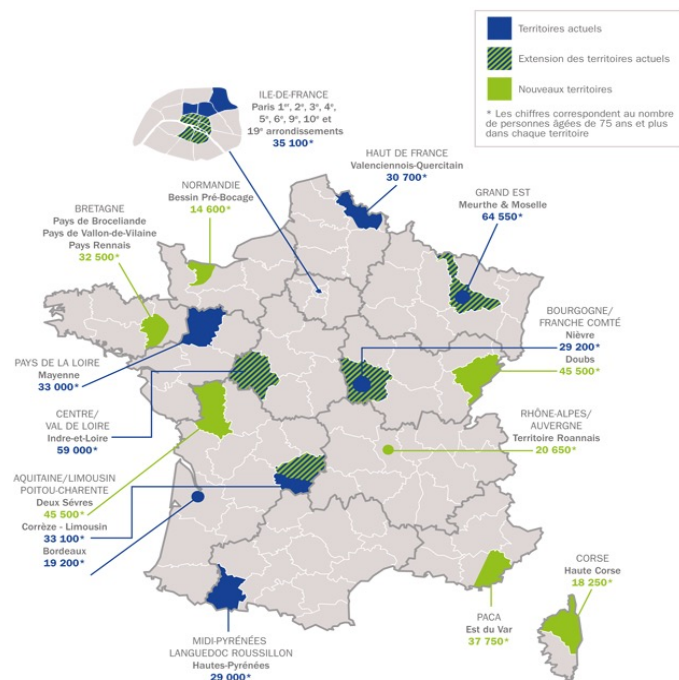 Territoires actuels
Extension des territoires actuels
Nouveaux territoires
* Les chiffres correspondent au nombre
de personnes âgées de 75 ans et plus
dans chaque territoire
ILE-DE-FRANCE
Paris 1er, 2e, 3e, 4e,
5e, 6e, 9e, 10e et
19e arrondissements
35 100*
HAUT DE FRANCE
Valenciennois-Quercitain
30 700*
NORMANDIE
Bessin Pré-Bocage
14 600*
GRAND EST
Meurthe & Moselle
64 550*
BRETAGNE
Pays de Broceliande
Pays de Vallon-de-Vilaine
Pays Rennais
32 500*
BOURGOGNE/
FRANCHE COMTÉ
Nièvre
29 200*
Doubs
45 500*
PAYS DE LA LOIRE
Mayenne
33 000*
CENTRE/
VAL DE LOIRE
Indre-et-Loire
59 000*
RHÔNE-ALPES/
AUVERGNE
Territoire Roannais
20 650*
AQUITAINE/LIMOUSIN
POITOU-CHARENTE
Deux Sévres
45 500*
Corrèze - Limousin
33 100*
Bordeaux
19 200*
CORSE
Haute Corse
18 250*
PACA
Est du Var
37 750*
MIDI-PYRÉNÉES
LANGUEDOC ROUSSILLON
Hautes-Pyrénées
29 000*